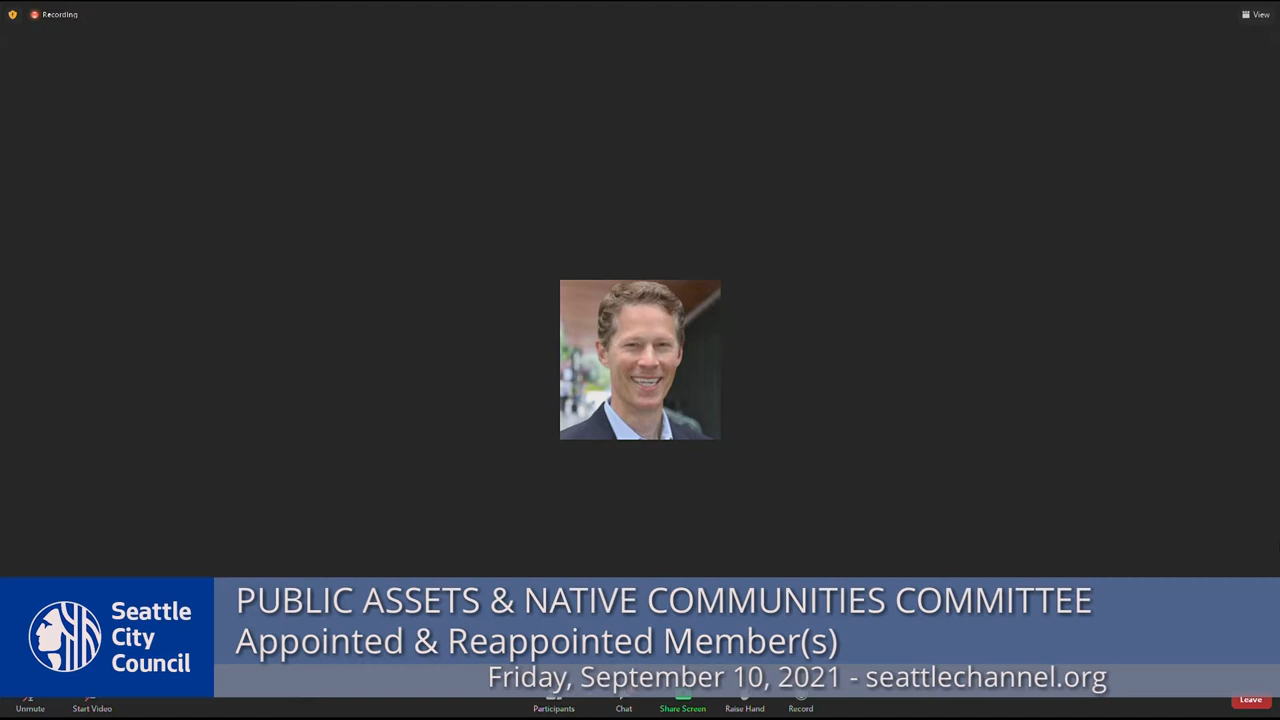 Recording
View
Seattle
City
Council
PUBLIC ASSETS & NATIVE COMMUNITIES COMMITTEE
Appointed & Reappointed Member(s)
Friday, September 10, 2021 - seattlechannel.org
Unmute
Start Video
Participants
Chat
Share Screen
Raise Hand
Record
Leave